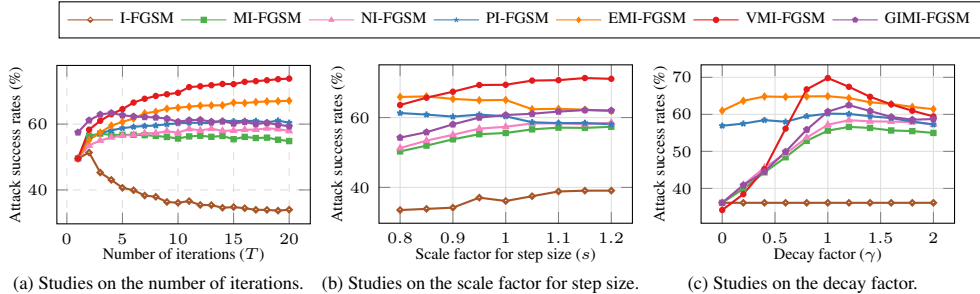 I-FGSM MI-FGSM NI-FGSM PI-FGSM EMI-FGSM VMI-FGSM GIMI-FGSM
Attack success rates (%)
60
40
0 5 10 15 20
Number of iterations (T)
(a) Studies on the number of iterations.
Attack success rates (%)
80
60
40
0.8 0.9 1 1.1 1.2
Scale factor for step size (s)
(b) Studies on the scale factor for step size.
Attack success rates (%)
70
60
50
40
0 0.5 1 1.5 2
Decay factor (γ)
(c) Studies on the decay factor.